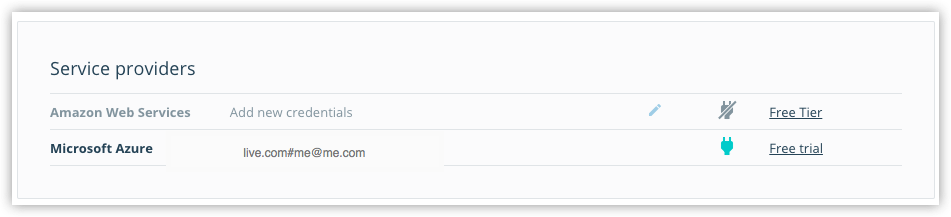 Service providers
Amazon Web Services Add new credentials Free Tier
Microsoft Azure live.com#me@me.com Free trial